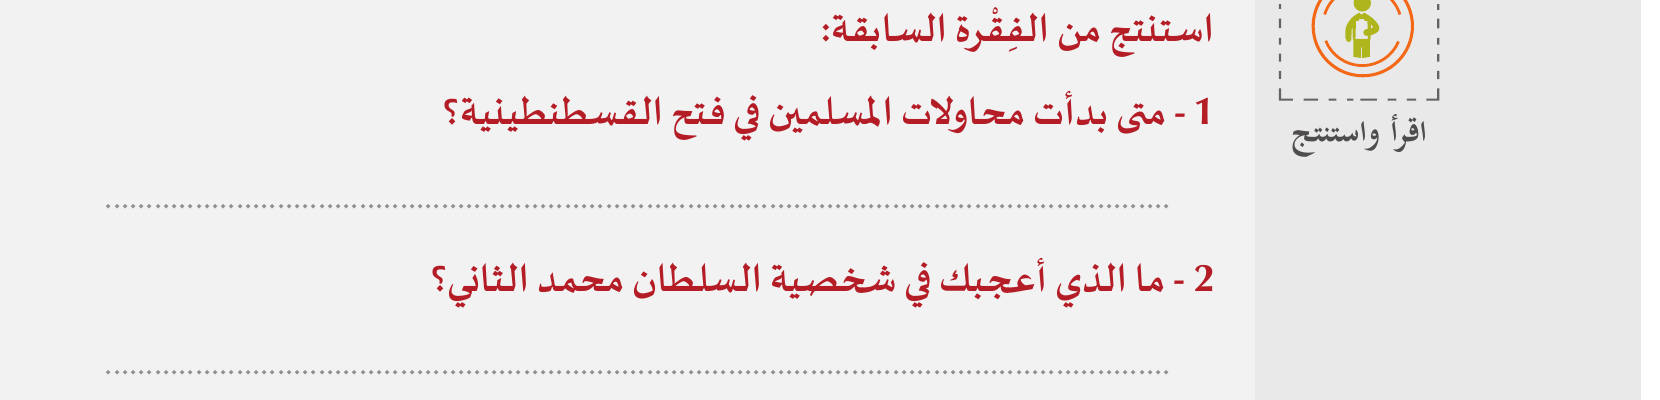 استنتج من الفِقْرة السابقة:
1 - متى بدأت محاولات المسلمين في فتح القسطنطينية؟
اقرأ واستنتج
2 - ما الذي أعجبك في شخصية السلطان محمد الثاني؟